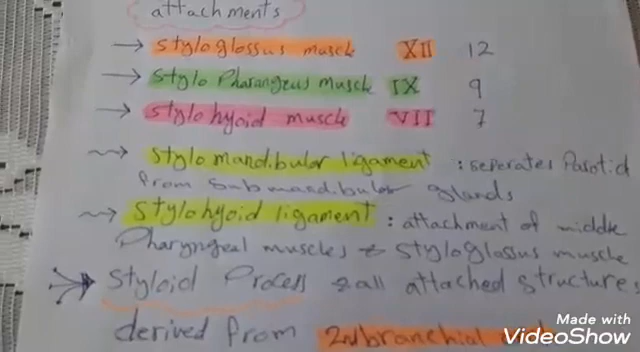 attachments
→ styloglossus muscle XII 12
→ Stylo Pharangeus Muscle IX 9
→ stylohyoid muscle VII 7
Stylomandibular ligament : seperates Parotid
from Submandibular glands
Stylohyoid ligament : attachment of middle
Pharyngeal muscles & styloglossus muscle
Styloid Process & all attached structures
derived from 2nd branchial
Made with
VideoShow